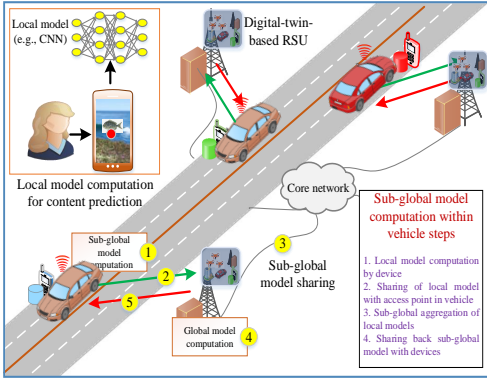 Local model
(e.g., CNN)
Digital-twin-
based RSU
Local model computation
for content prediction
Core network
Sub-global
model
computation
1
2
3
5
Sub-global
model sharing
Global model
computation
4
Sub-global model
computation within
vehicle steps
1. Local model computation
by device
2. Sharing of local model
with access point in vehicle
3. Sub-global aggregation of
local models
4. Sharing back sub-global
model with devices